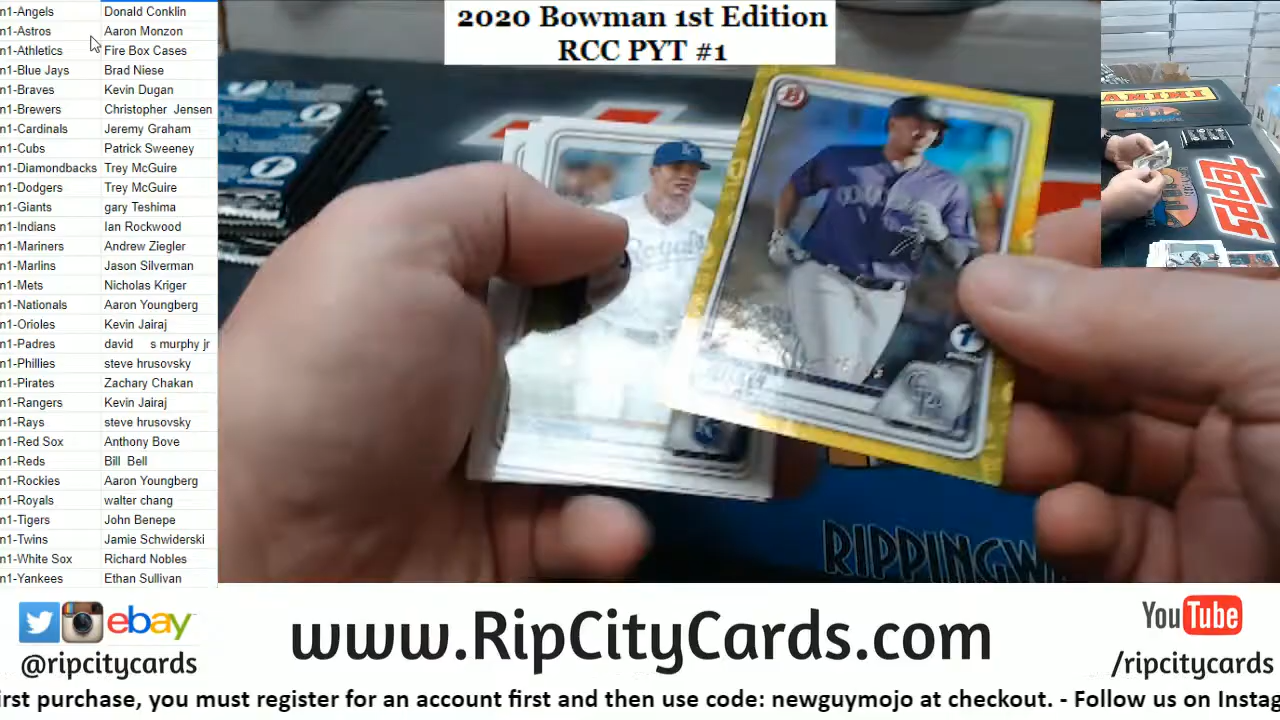 2020 Bowman 1st Edition
RCC PYT #1
n1-Angels Donald Conklin
n1-Astros Aaron Monzon
n1-Athletics Fire Box Cases
n1-Blue Jays Brad Niese
n1-Braves Kevin Dugan
n1-Brewers Christopher Jensen
n1-Cardinals Jeremy Graham
n1-Cubs Patrick Sweeney
n1-Diamondbacks Trey McGuire
n1-Dodgers Trey McGuire
n1-Giants gary Teshima
n1-Indians Ian Rockwood
n1-Mariners Andrew Ziegler
n1-Marlins Jason Silverman
n1-Mets Nicholas Kriger
n1-Nationals Aaron Youngberg
n1-Orioles Kevin Jairaj
n1-Padres david s murphy jr
n1-Phillies steve hrusovsky
n1-Pirates Zachary Chakan
n1-Rangers Kevin Jairaj
n1-Rays steve hrusovsky
n1-Red Sox Anthony Bove
n1-Reds Bill Bell
n1-Rockies Aaron Youngberg
n1-Royals walter chang
n1-Tigers John Benepe
n1-Twins Jamie Schwiderski
n1-White Sox Richard Nobles
n1-Yankees Ethan Sullivan
PANINI
topps
Royals
RIPPINGW
ebay
@ripcitycards
www.RipCityCards.com
YouTube
/ripcitycards
irst purchase, you must register for an account first and then use code: newguymojo at checkout. - Follow us on Instag